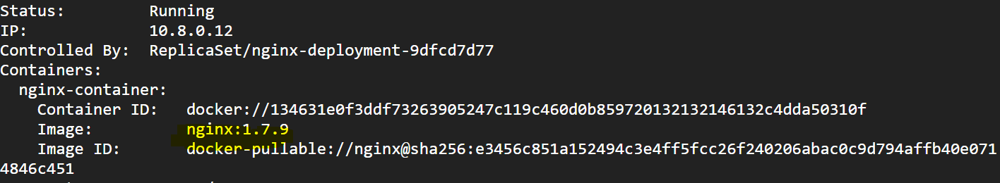 Status:         Running
IP:             10.8.0.12
Controlled By:  ReplicaSet/nginx-deployment-9dfcd7d77
Containers:
  nginx-container:
    Container ID:   docker://134631e0f3ddf73263905247c119c460d0b859720132132146132c4dda50310f
    Image:          nginx:1.7.9
    Image ID:       docker-pullable://nginx@sha256:e3456c851a152494c3e4ff5fcc26f240206abac0c9d794affb40e071
4846c451